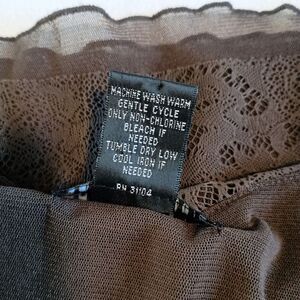 MACHINE WASH WARM
GENTLE CYCLE
ONLY NON-CHLORINE
BLEACH IF
NEEDED
TUMBLE DRY LOW
COOL IRON IF
NEEDED
RN 31104